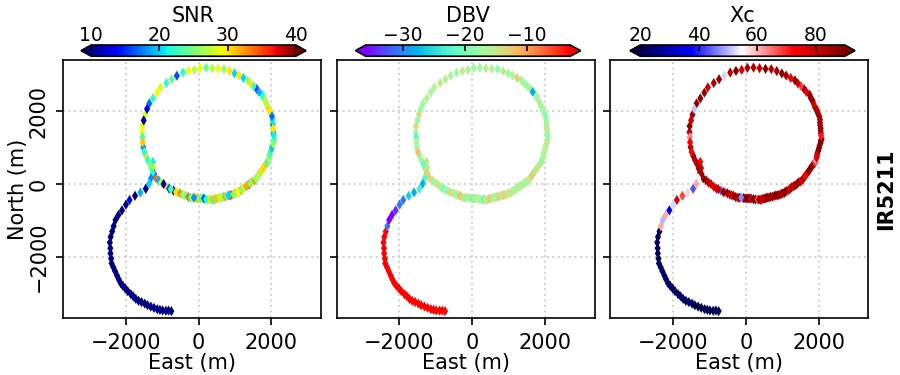 SNR DBV Xc
10 20 30 40 −30 −20 −10 20 40 60 80
2000
0
−2000
North (m)
IR5211
−2000 0 2000 −2000 0 2000 −2000 0 2000
East (m) East (m) East (m)